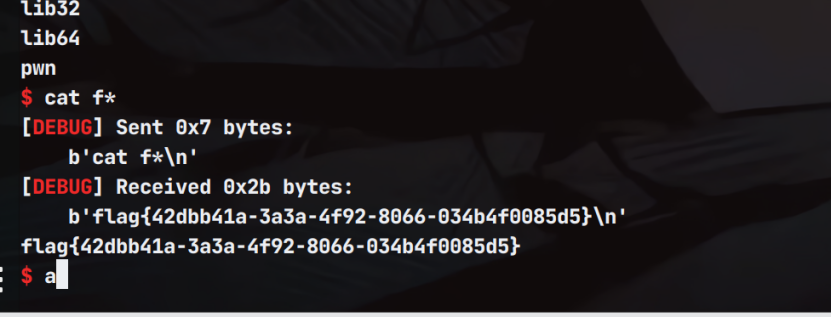 lib32
lib64
pwn
$ cat f*
[DEBUG] Sent 0x7 bytes:
    b'cat f*\n'
[DEBUG] Received 0x2b bytes:
    b'flag{42dbb41a-3a3a-4f92-8066-034b4f0085d5}\n'
flag{42dbb41a-3a3a-4f92-8066-034b4f0085d5}
$ a